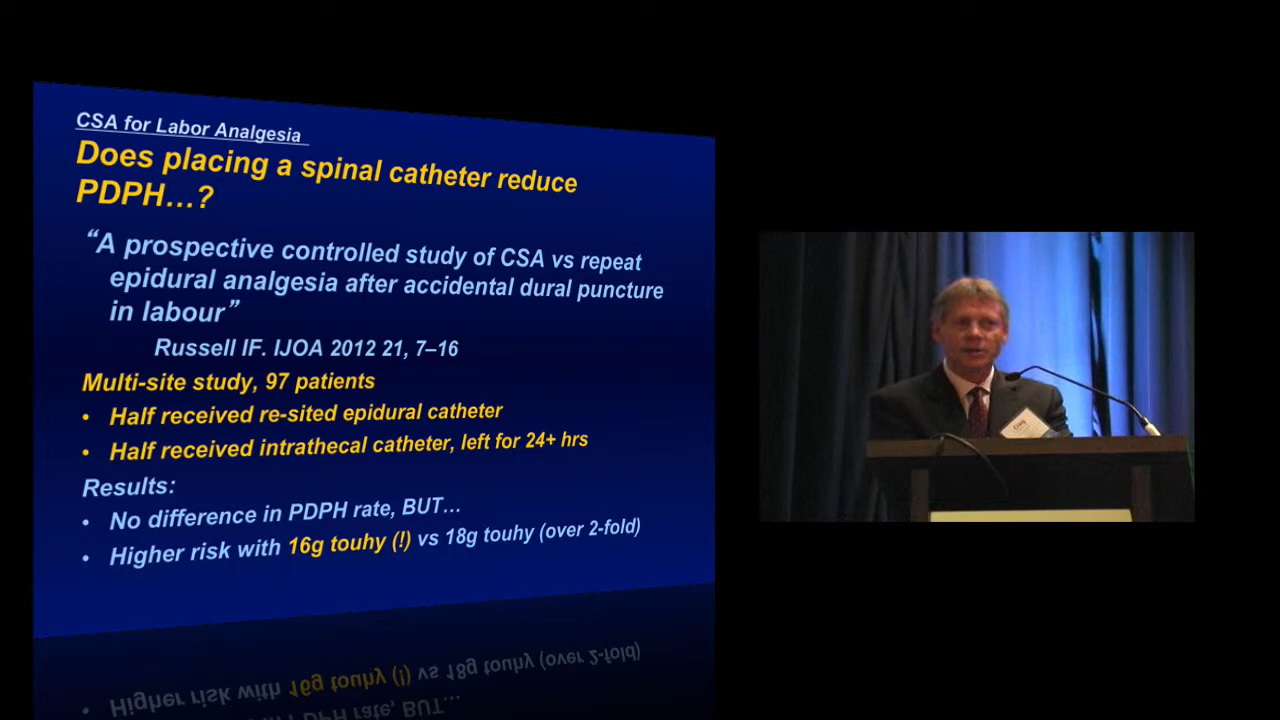 CSA for Labor Analgesia
Does placing a spinal catheter reduce
PDPH…?
“A prospective controlled study of CSA vs repeat
epidural analgesia after accidental dural puncture
in labour”
Russell IF. IJOA 2012 21, 7–16
Multi-site study, 97 patients
• Half received re-sited epidural catheter
• Half received intrathecal catheter, left for 24+ hrs
Results:
• No difference in PDPH rate, BUT…
• Higher risk with 16g touhy (!) vs 18g touhy (over 2-fold)
Craig